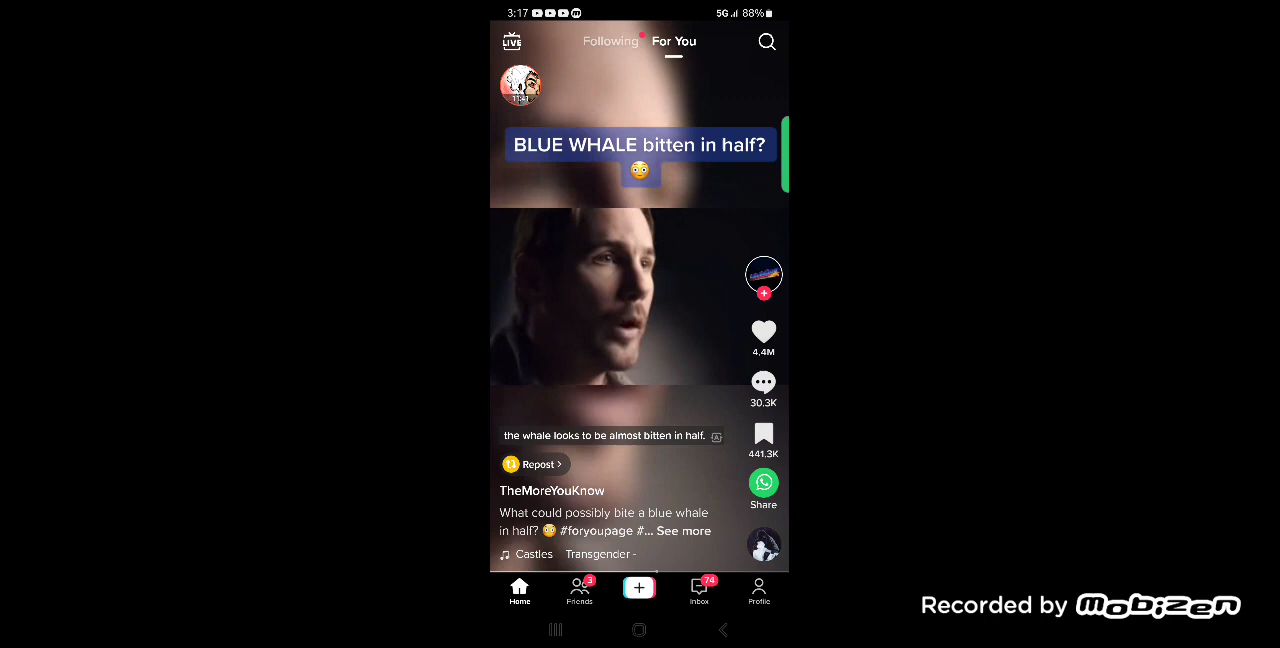 3:17
5G 88%
LIVE
Following
For You
11:41
BLUE WHALE bitten in half?
4,4M
30,3K
the whale looks to be almost bitten in half.
441,3K
Repost >
TheMoreYouKnow
Share
What could possibly bite a blue whale
in half? 😳 #foryoupage #... See more
Castles Transgender -
3
74
Home
Friends
Inbox
Profile
Recorded by mobizen